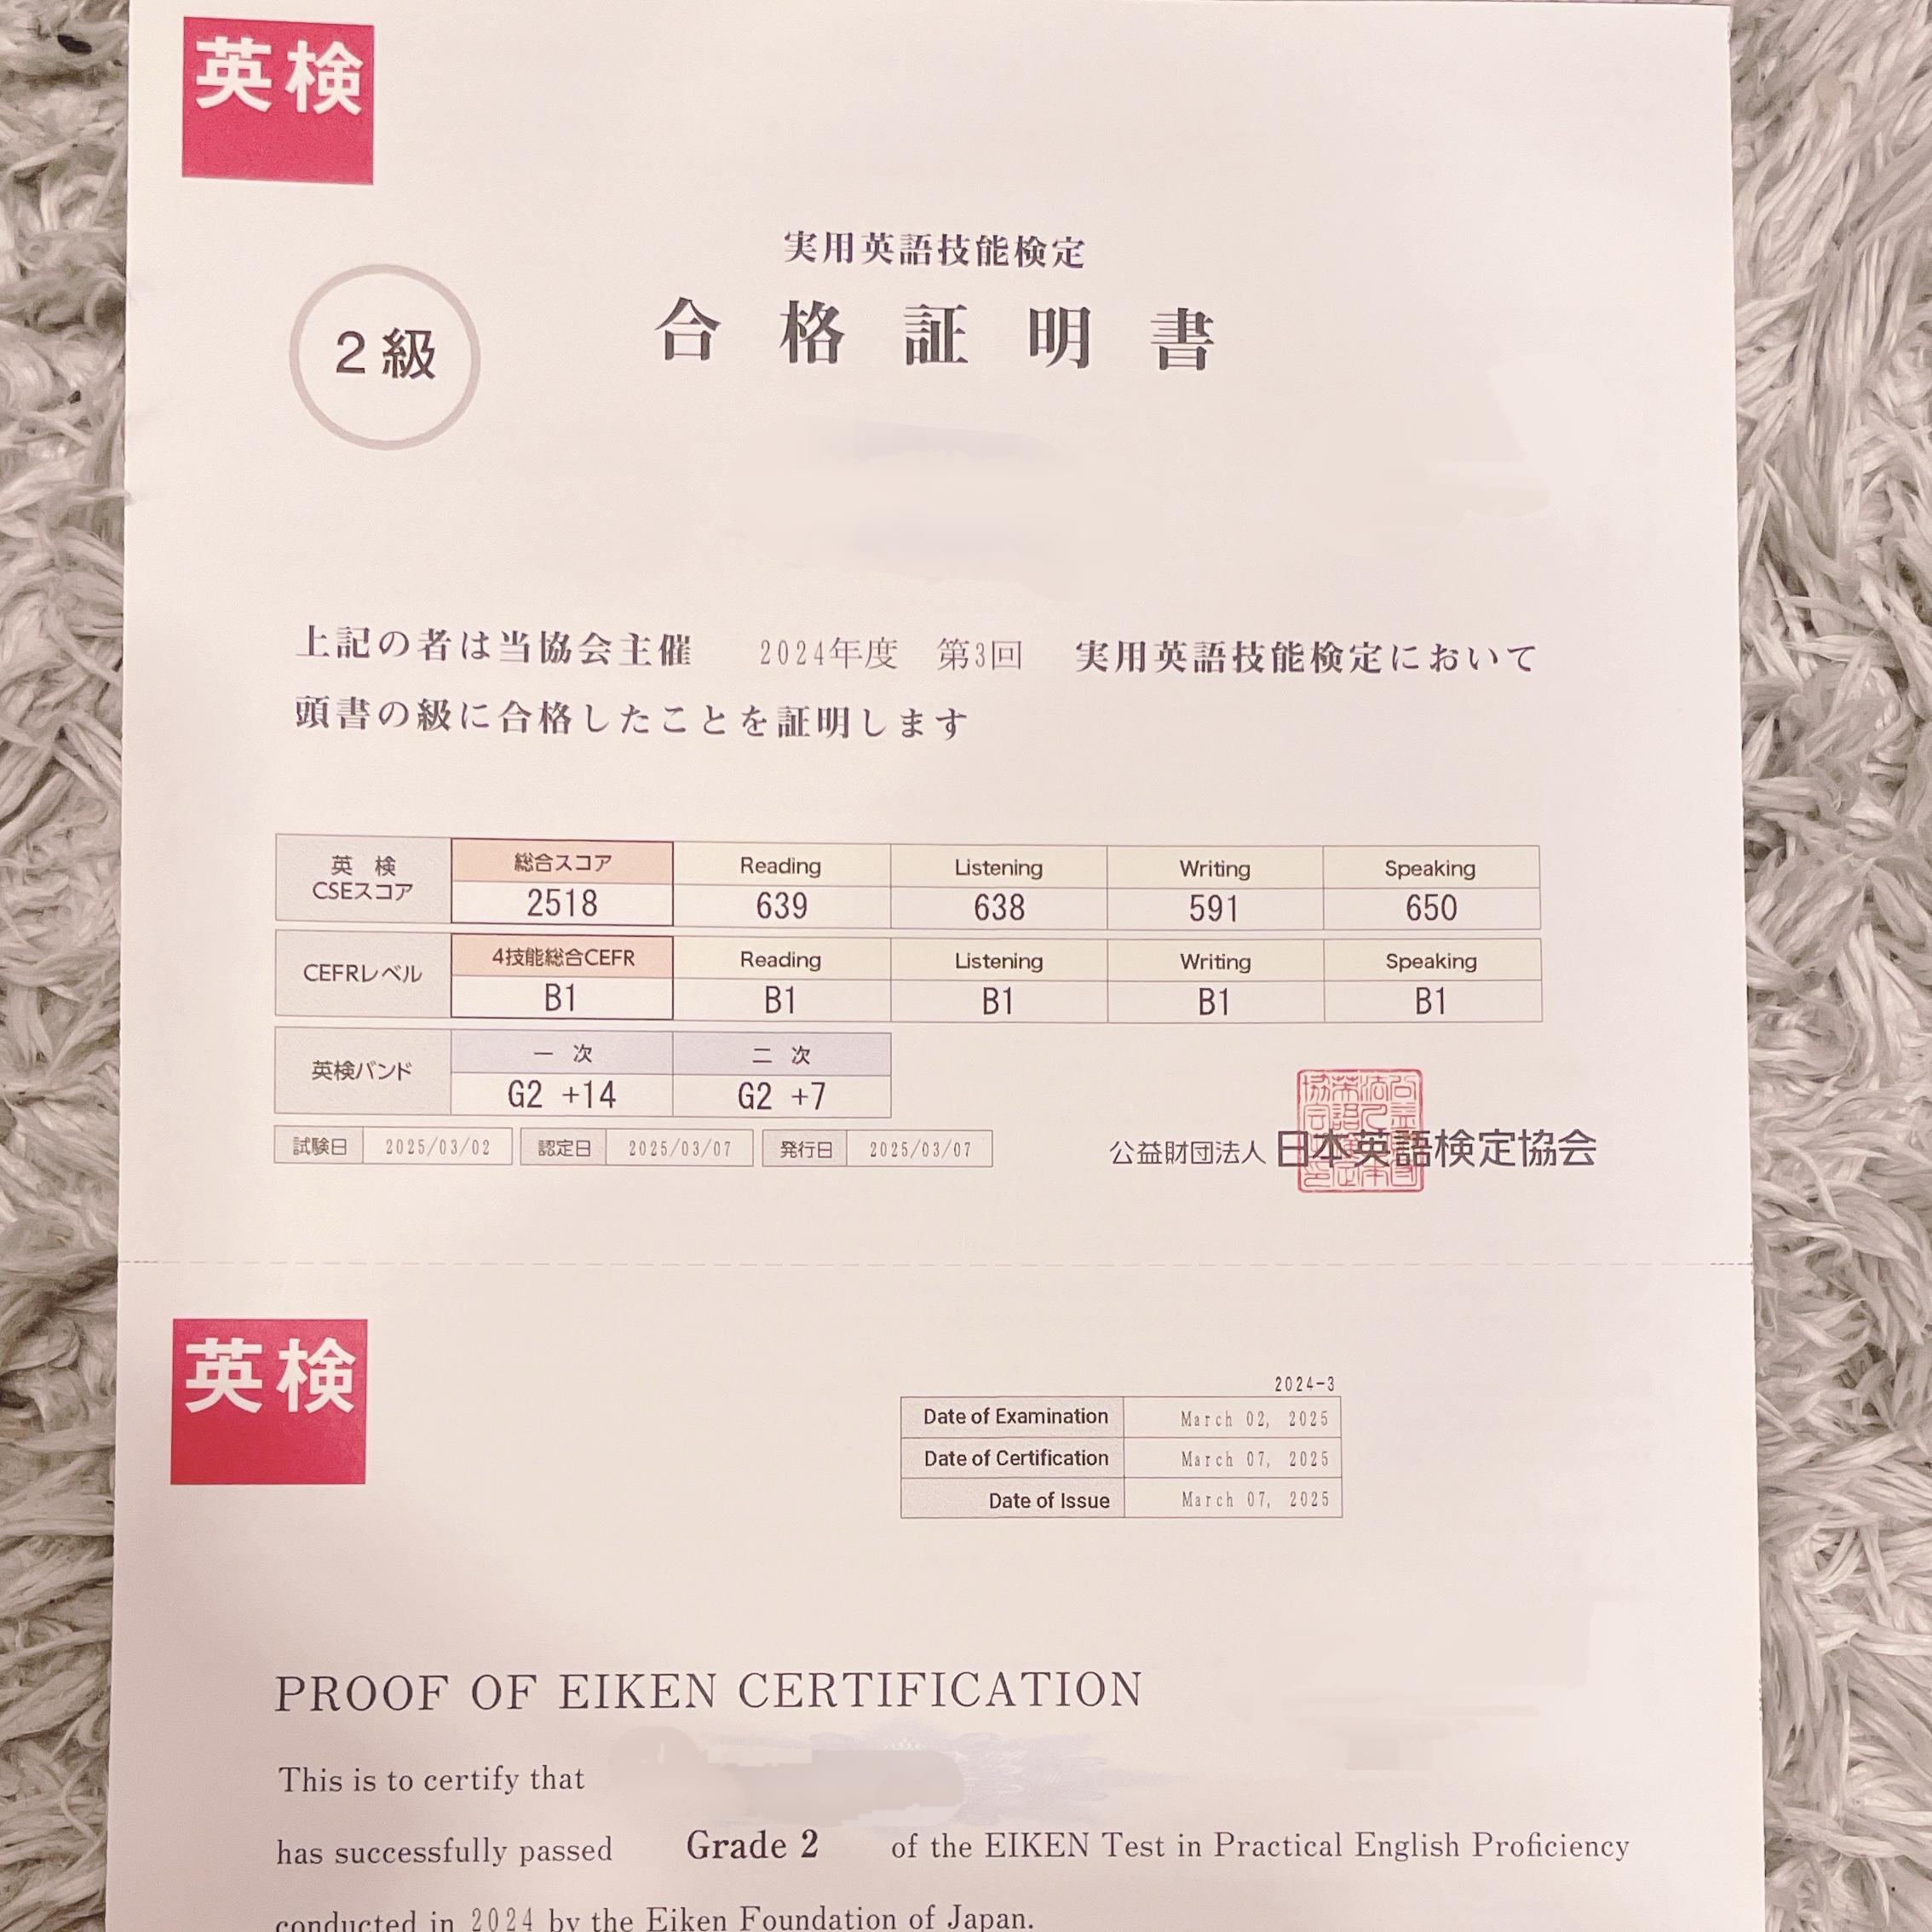 英検
実用英語技能検定
2級
合格証明書
上記の者は当協会主催 2024年度 第3回 実用英語技能検定において
頭書の級に合格したことを証明します
英 検 CSEスコア 総合スコア Reading Listening Writing Speaking
2518 639 638 591 650
CEFRレベル 4技能総合CEFR Reading Listening Writing Speaking
B1 B1 B1 B1 B1
英検バンド 一 次 二 次
G2 +14 G2 +7
試験日 2025/03/02 認定日 2025/03/07 発行日 2025/03/07
公益財団法人 日本英語検定協会
英検
2024-3
Date of Examination March 02, 2025
Date of Certification March 07, 2025
Date of Issue March 07, 2025
PROOF OF EIKEN CERTIFICATION
This is to certify that
has successfully passed Grade 2 of the EIKEN Test in Practical English Proficiency
conducted in 2024 by the Eiken Foundation of Japan.